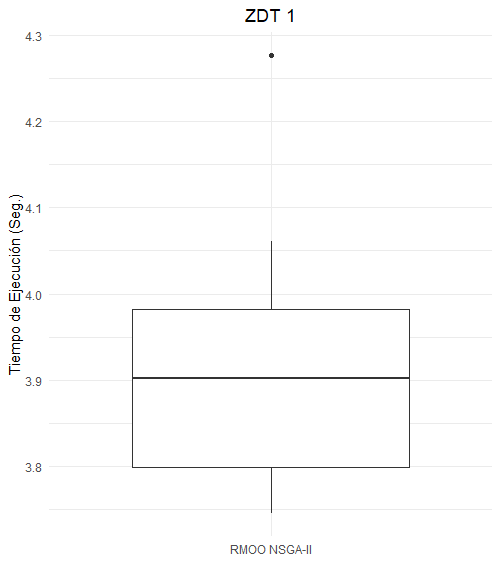 ZDT 1
Tiempo de Ejecución (Seg.)
4.3
4.2
4.1
4.0
3.9
3.8
RMOO NSGA-II